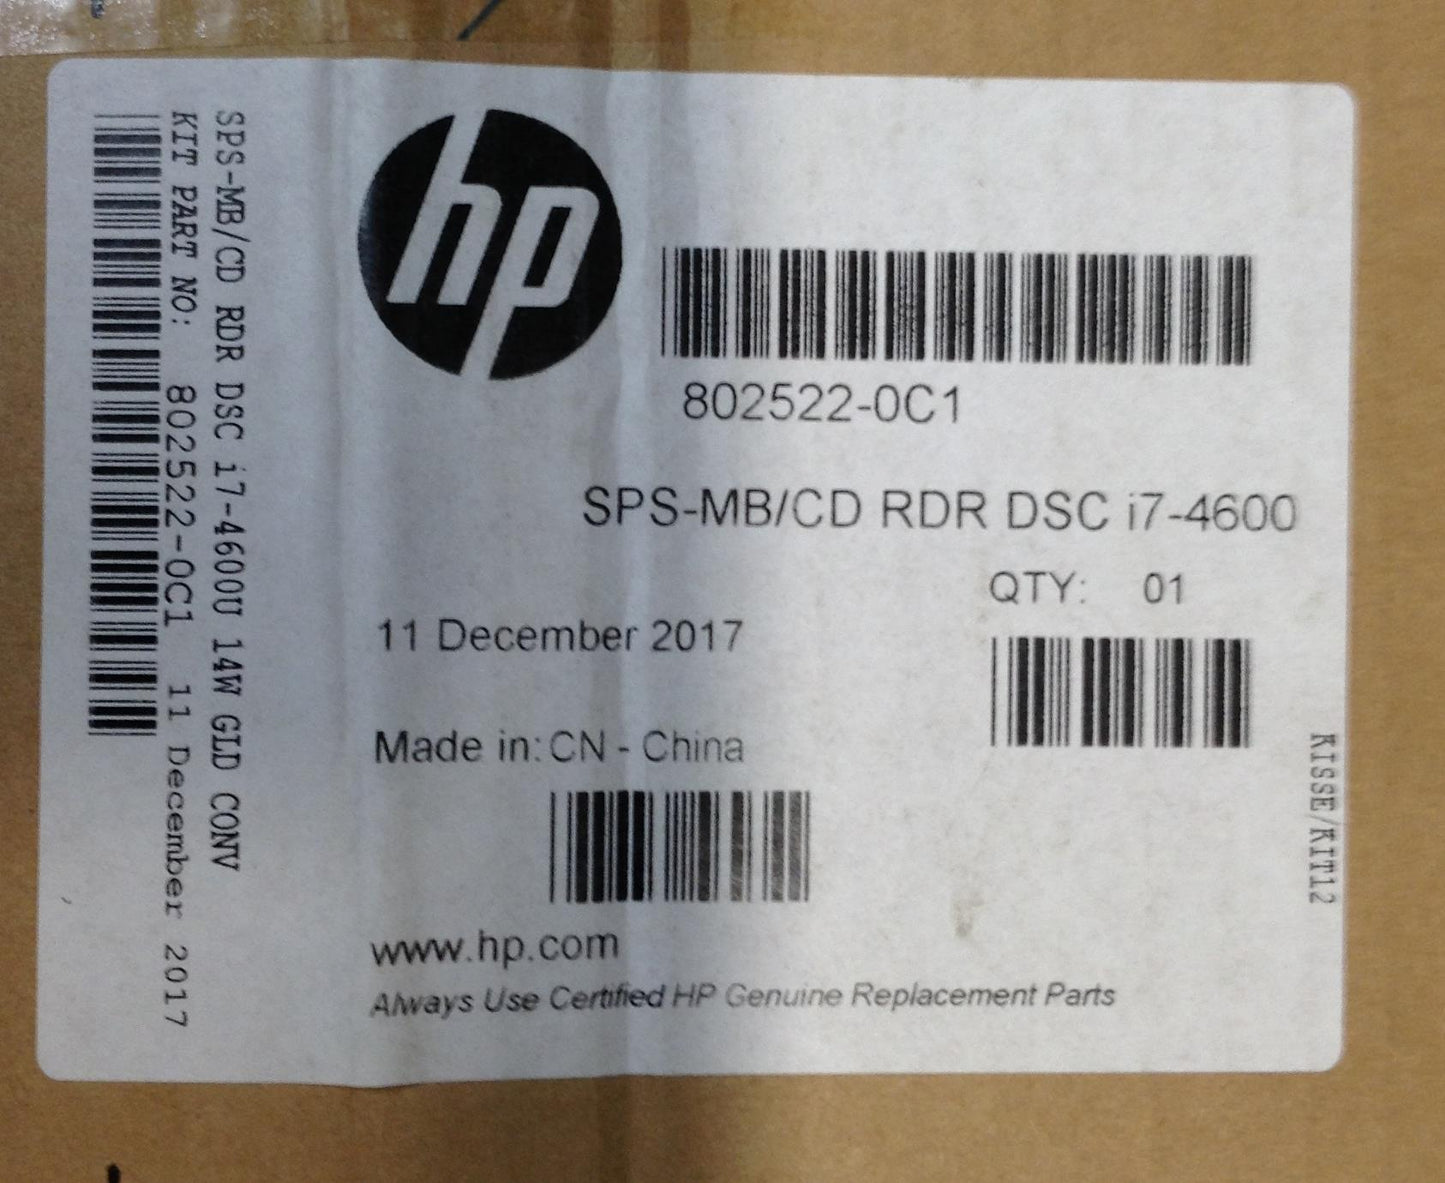 SPS-MB/CD RDR DSC i7-4600U 14W GLD CONV
KIT PART NO: 802522-0C1 11 December 2017
hp
802522-0C1
SPS-MB/CD RDR DSC i7-4600
QTY: 01
11 December 2017
Made in: CN - China
www.hp.com
Always Use Certified HP Genuine Replacement Parts
KISSE/KIT12